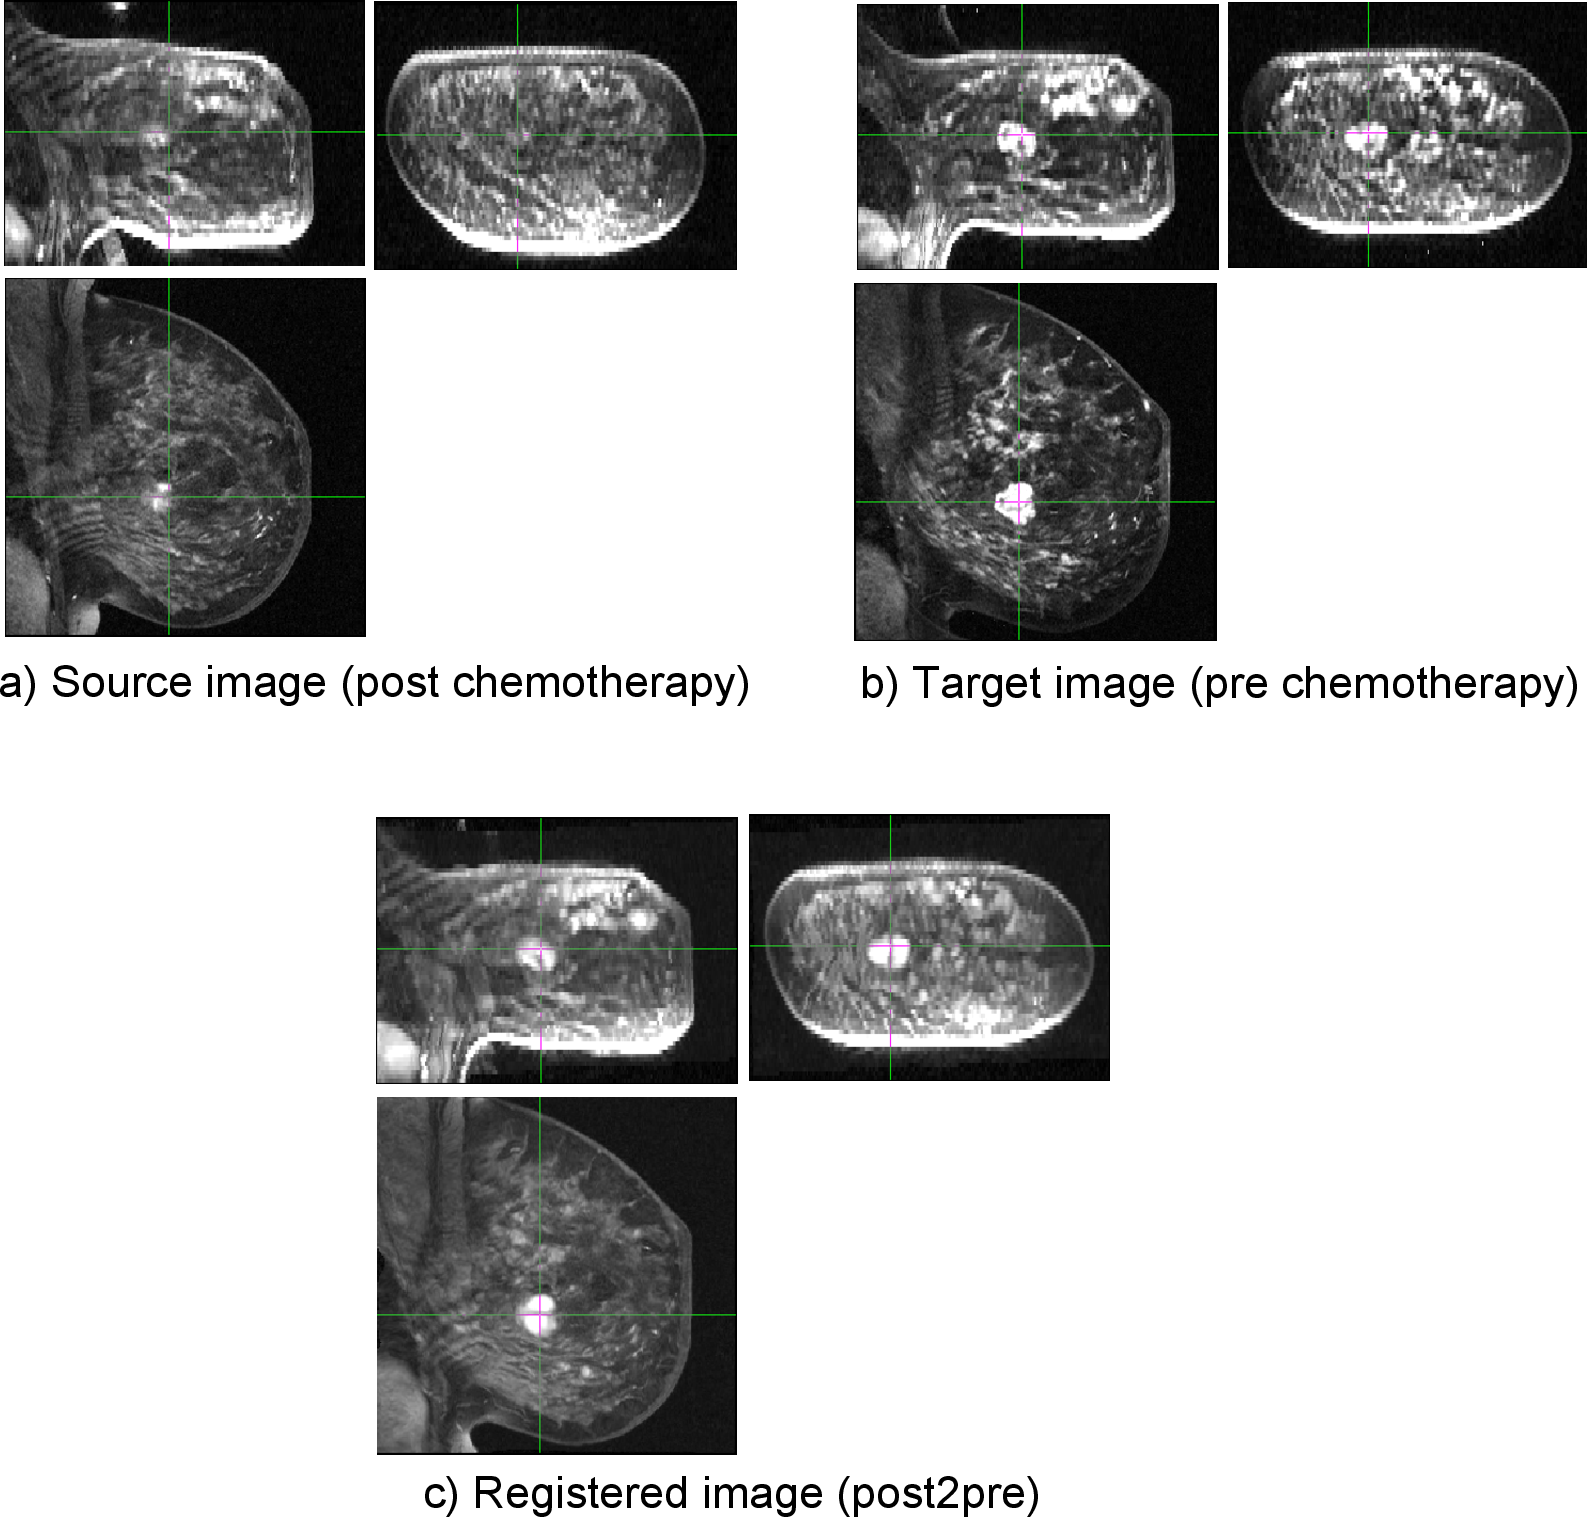 a) Source image (post chemotherapy)
b) Target image (pre chemotherapy)
c) Registered image (post2pre)